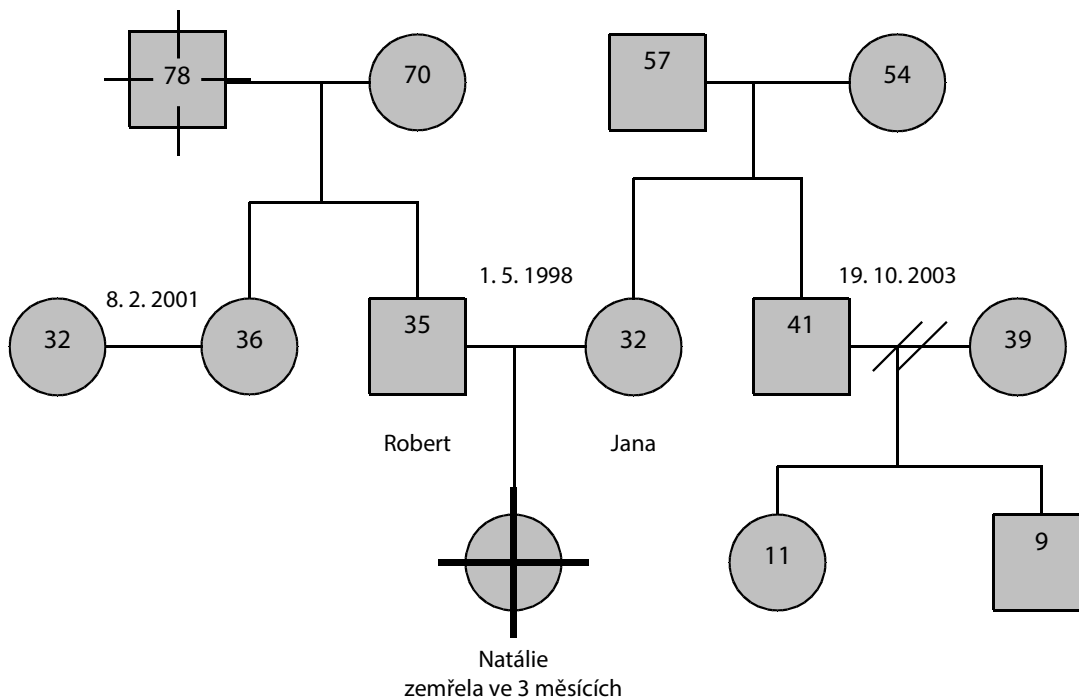 78
70
57
54
8. 2. 2001
1. 5. 1998
19. 10. 2003
32
36
35
32
41
39
Robert
Jana
11
9
Natálie
zemřela ve 3 měsících